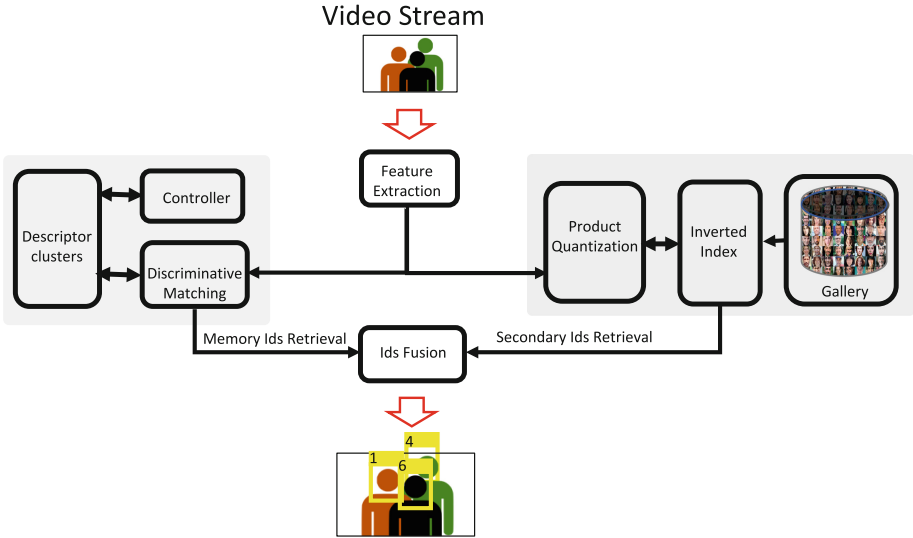 Video Stream
Feature
Extraction
Descriptor
clusters
Controller
Discriminative
Matching
Product
Quantization
Inverted
Index
Gallery
Memory Ids Retrieval
Ids Fusion
Secondary Ids Retrieval
4
1
6